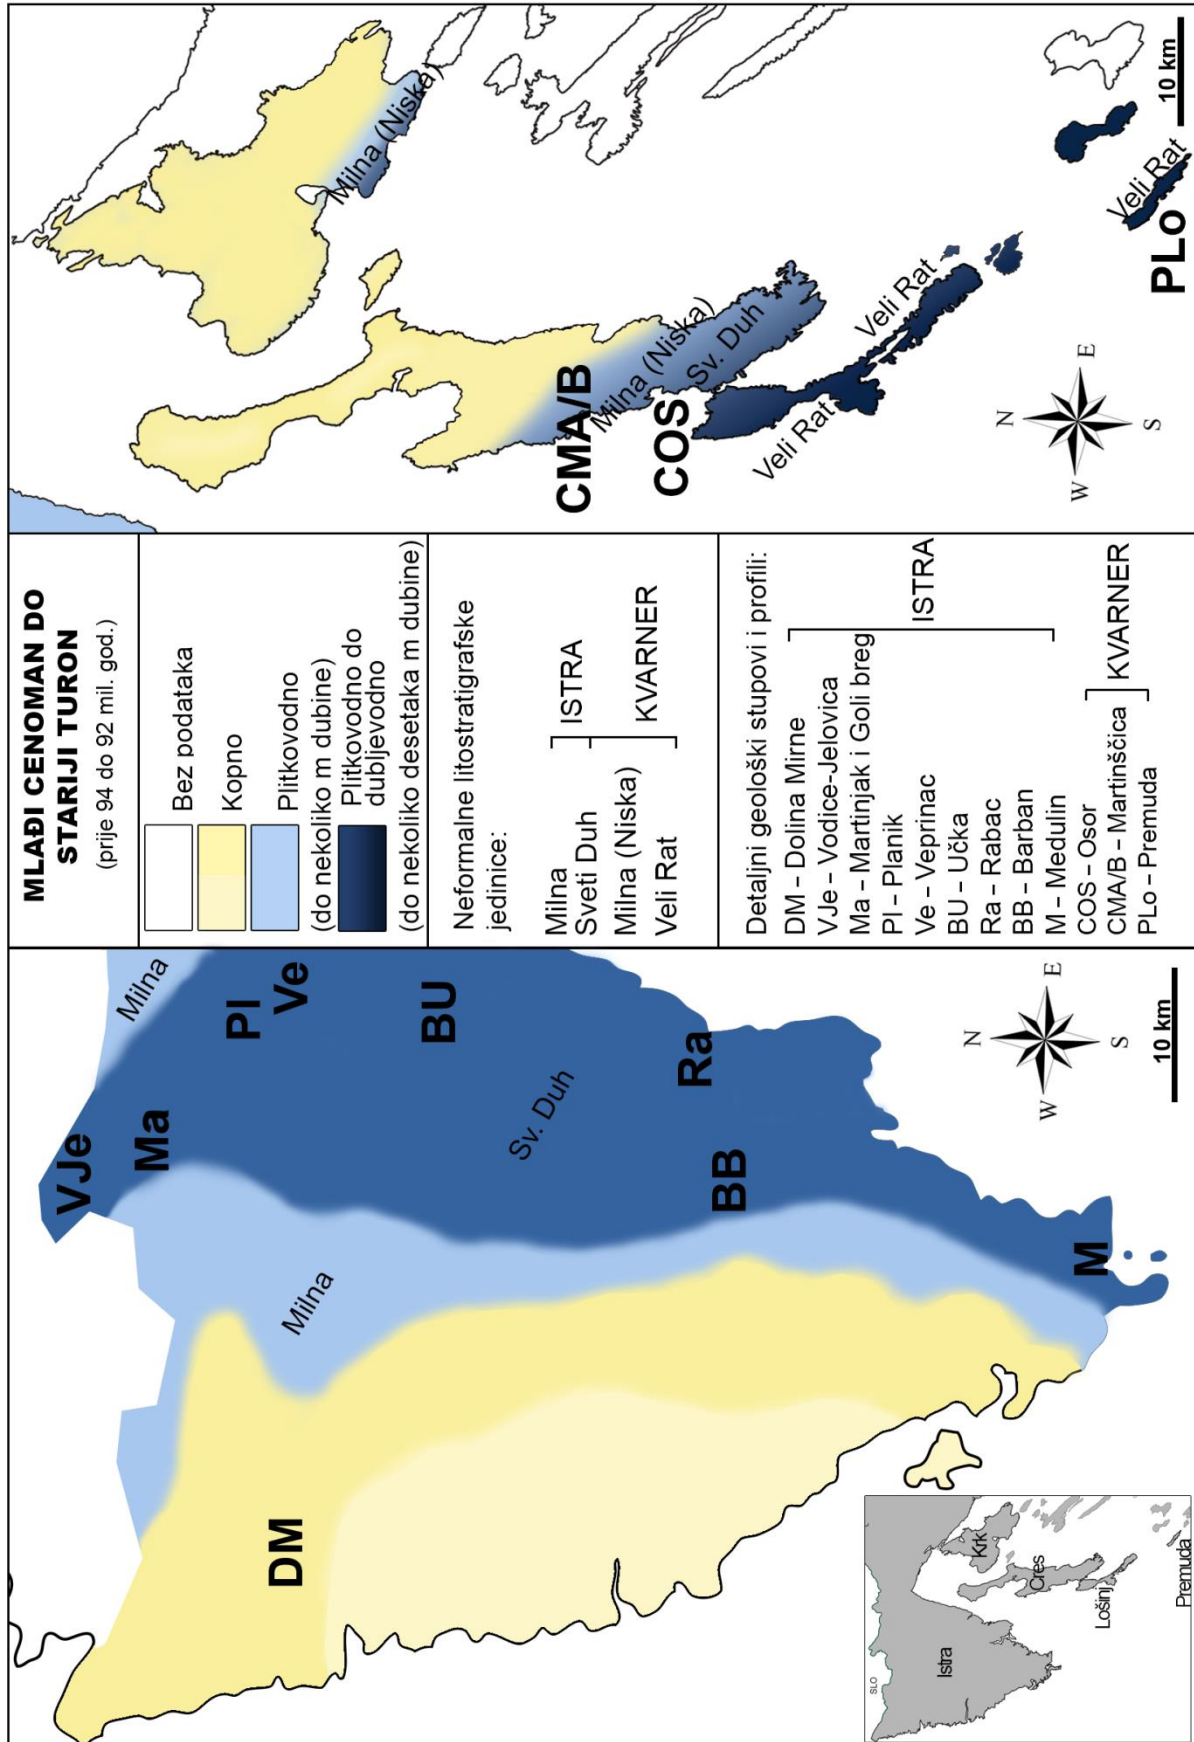 MLAĐI CENOMAN DO
STARIJI TURON
(prije 94 do 92 mil. god.)
Bez podataka
Kopno
Plitkovodno
(do nekoliko m dubine)
Plitkovodno do
dubljevodno
(do nekoliko desetaka m dubine)
Neformalne litostratigrafske
jedinice:
Milna
Sveti Duh
ISTRA
Milna (Niska)
Veli Rat
KVARNER
Detaljni geološki stupovi i profili:
DM – Dolina Mirne
VJe – Vodice-Jelovica
Ma – Martinjak i Goli breg
Pl – Planik
Ve – Veprinac
BU – Učka
Ra – Rabac
BB – Barban
M – Medulin
ISTRA
COS – Osor
CMA/B – Martinščica
PLo – Premuda
KVARNER
VJe
Ma
Milna
Pl
Ve
BU
Milna
DM
Sv. Duh
Ra
BB
M
N
W
E
S
10 km
SLO
Istra
Krk
Cres
Lošinj
Premuda
Milna (Niska)
CMA/B
Milna (Niska)
COS
Sv. Duh
Veli Rat
Veli Rat
Veli Rat
PLO
N
W
E
S
10 km